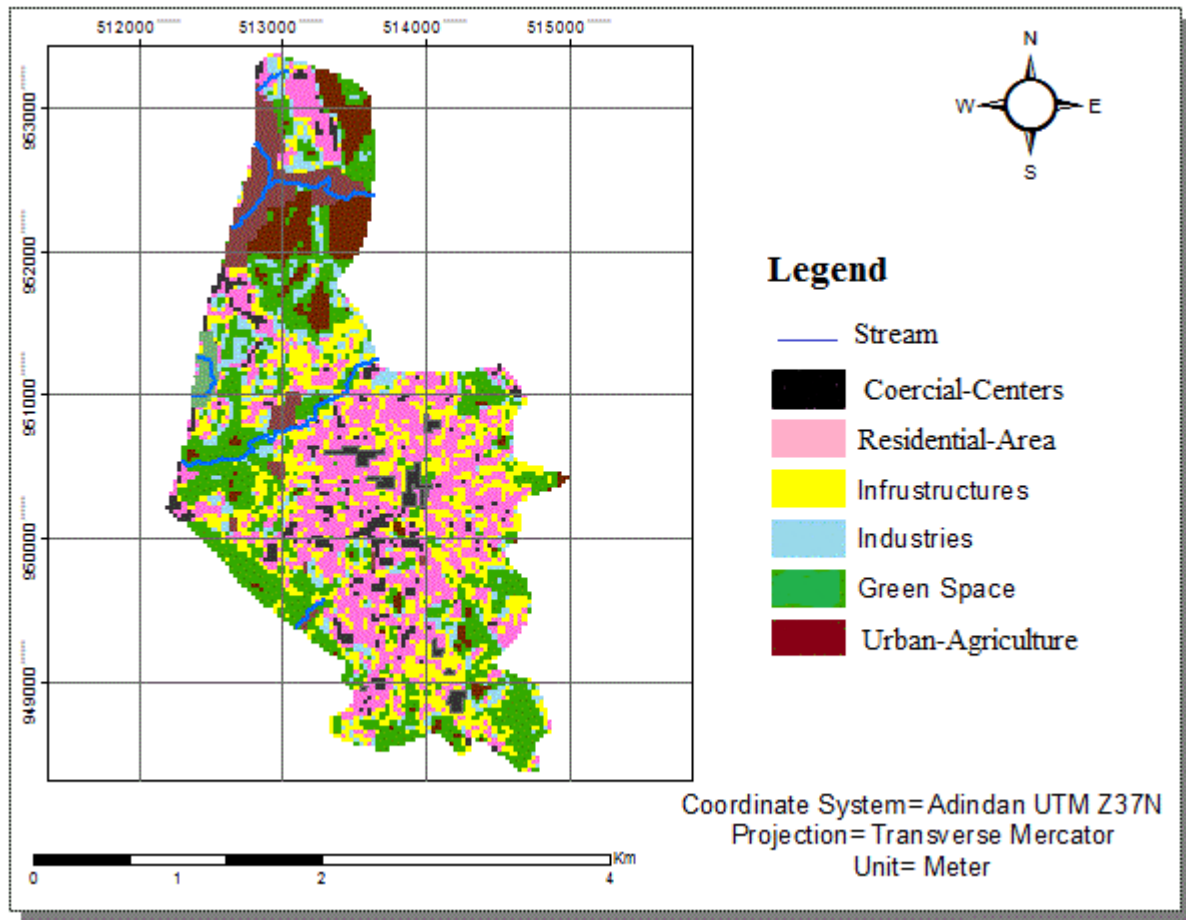 512000
513000
514000
515000
953000
952000
951000
950000
949000
N
W
E
S
Legend
Stream
Coercial-Centers
Residential-Area
Infrustructures
Industries
Green Space
Urban-Agriculture
Coordinate System= Adindan UTM Z37N
Projection= Transverse Mercator
Unit= Meter
Km
0
1
2
4